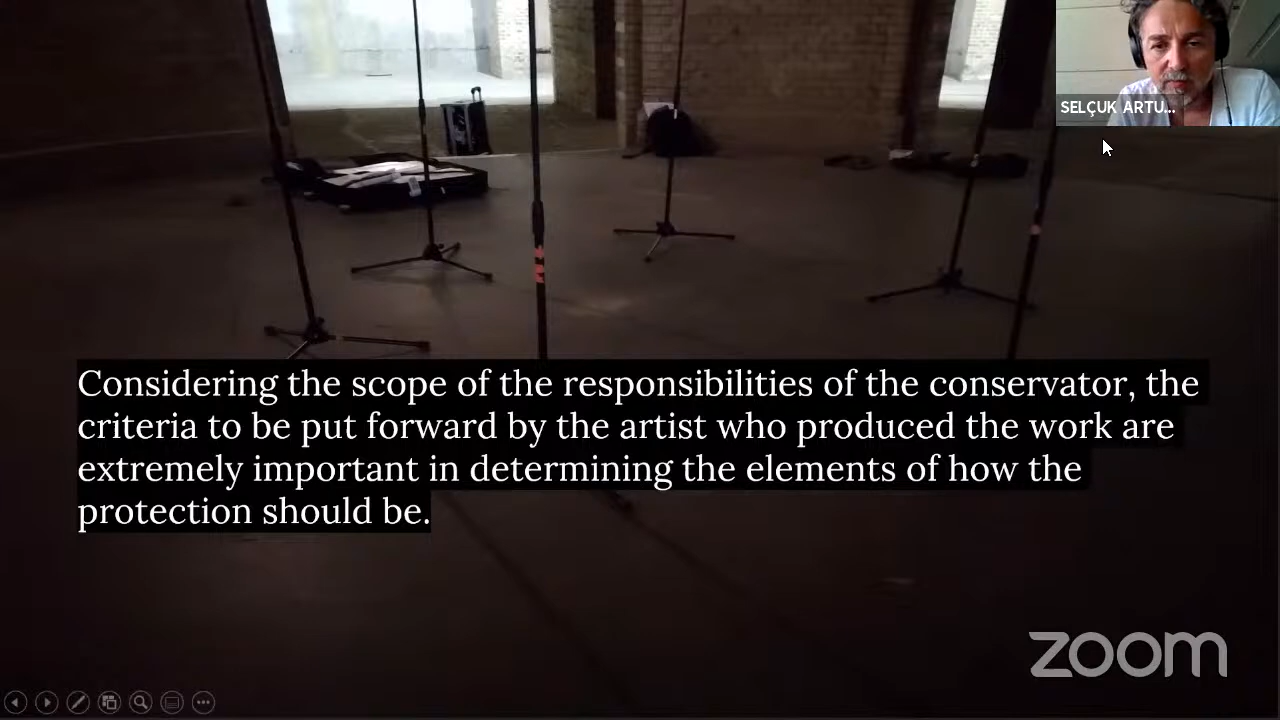 SELÇUK ARTU...
Considering the scope of the responsibilities of the conservator, the
criteria to be put forward by the artist who produced the work are
extremely important in determining the elements of how the
protection should be.
zoom